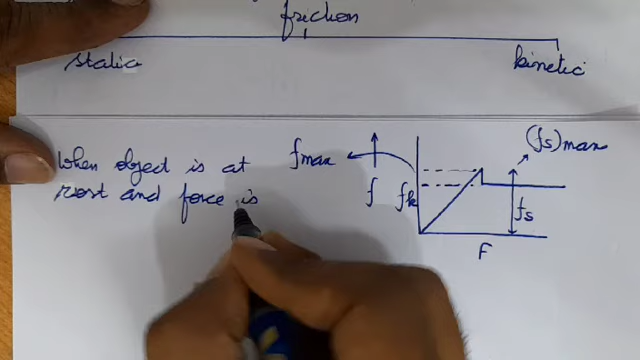 friction
static
kinetic
When object is at
rest and force is
fmax
f
fk
(fs)max
fs
F